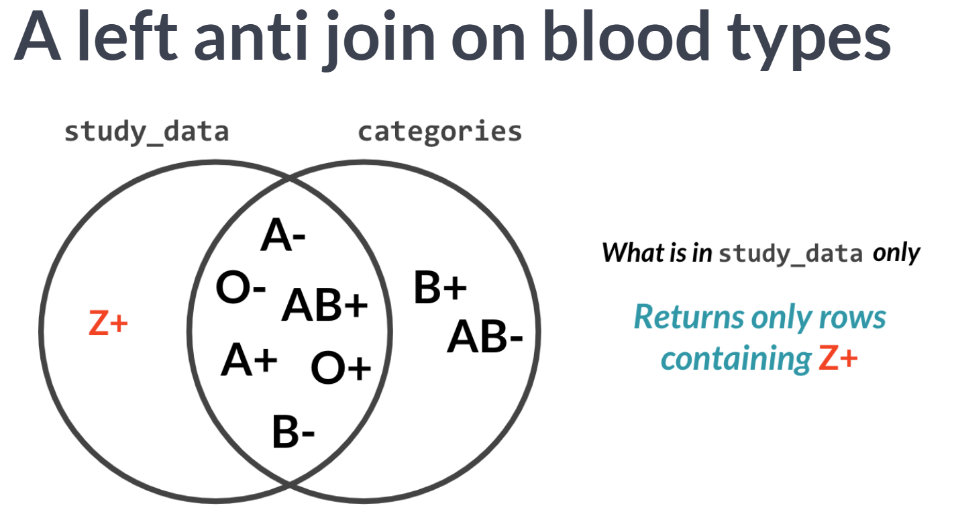 A left anti join on blood types
study_data
categories
A-
O-
AB+
A+
O+
B-
Z+
B+
AB-
What is in study_data only
Returns only rows
containing Z+